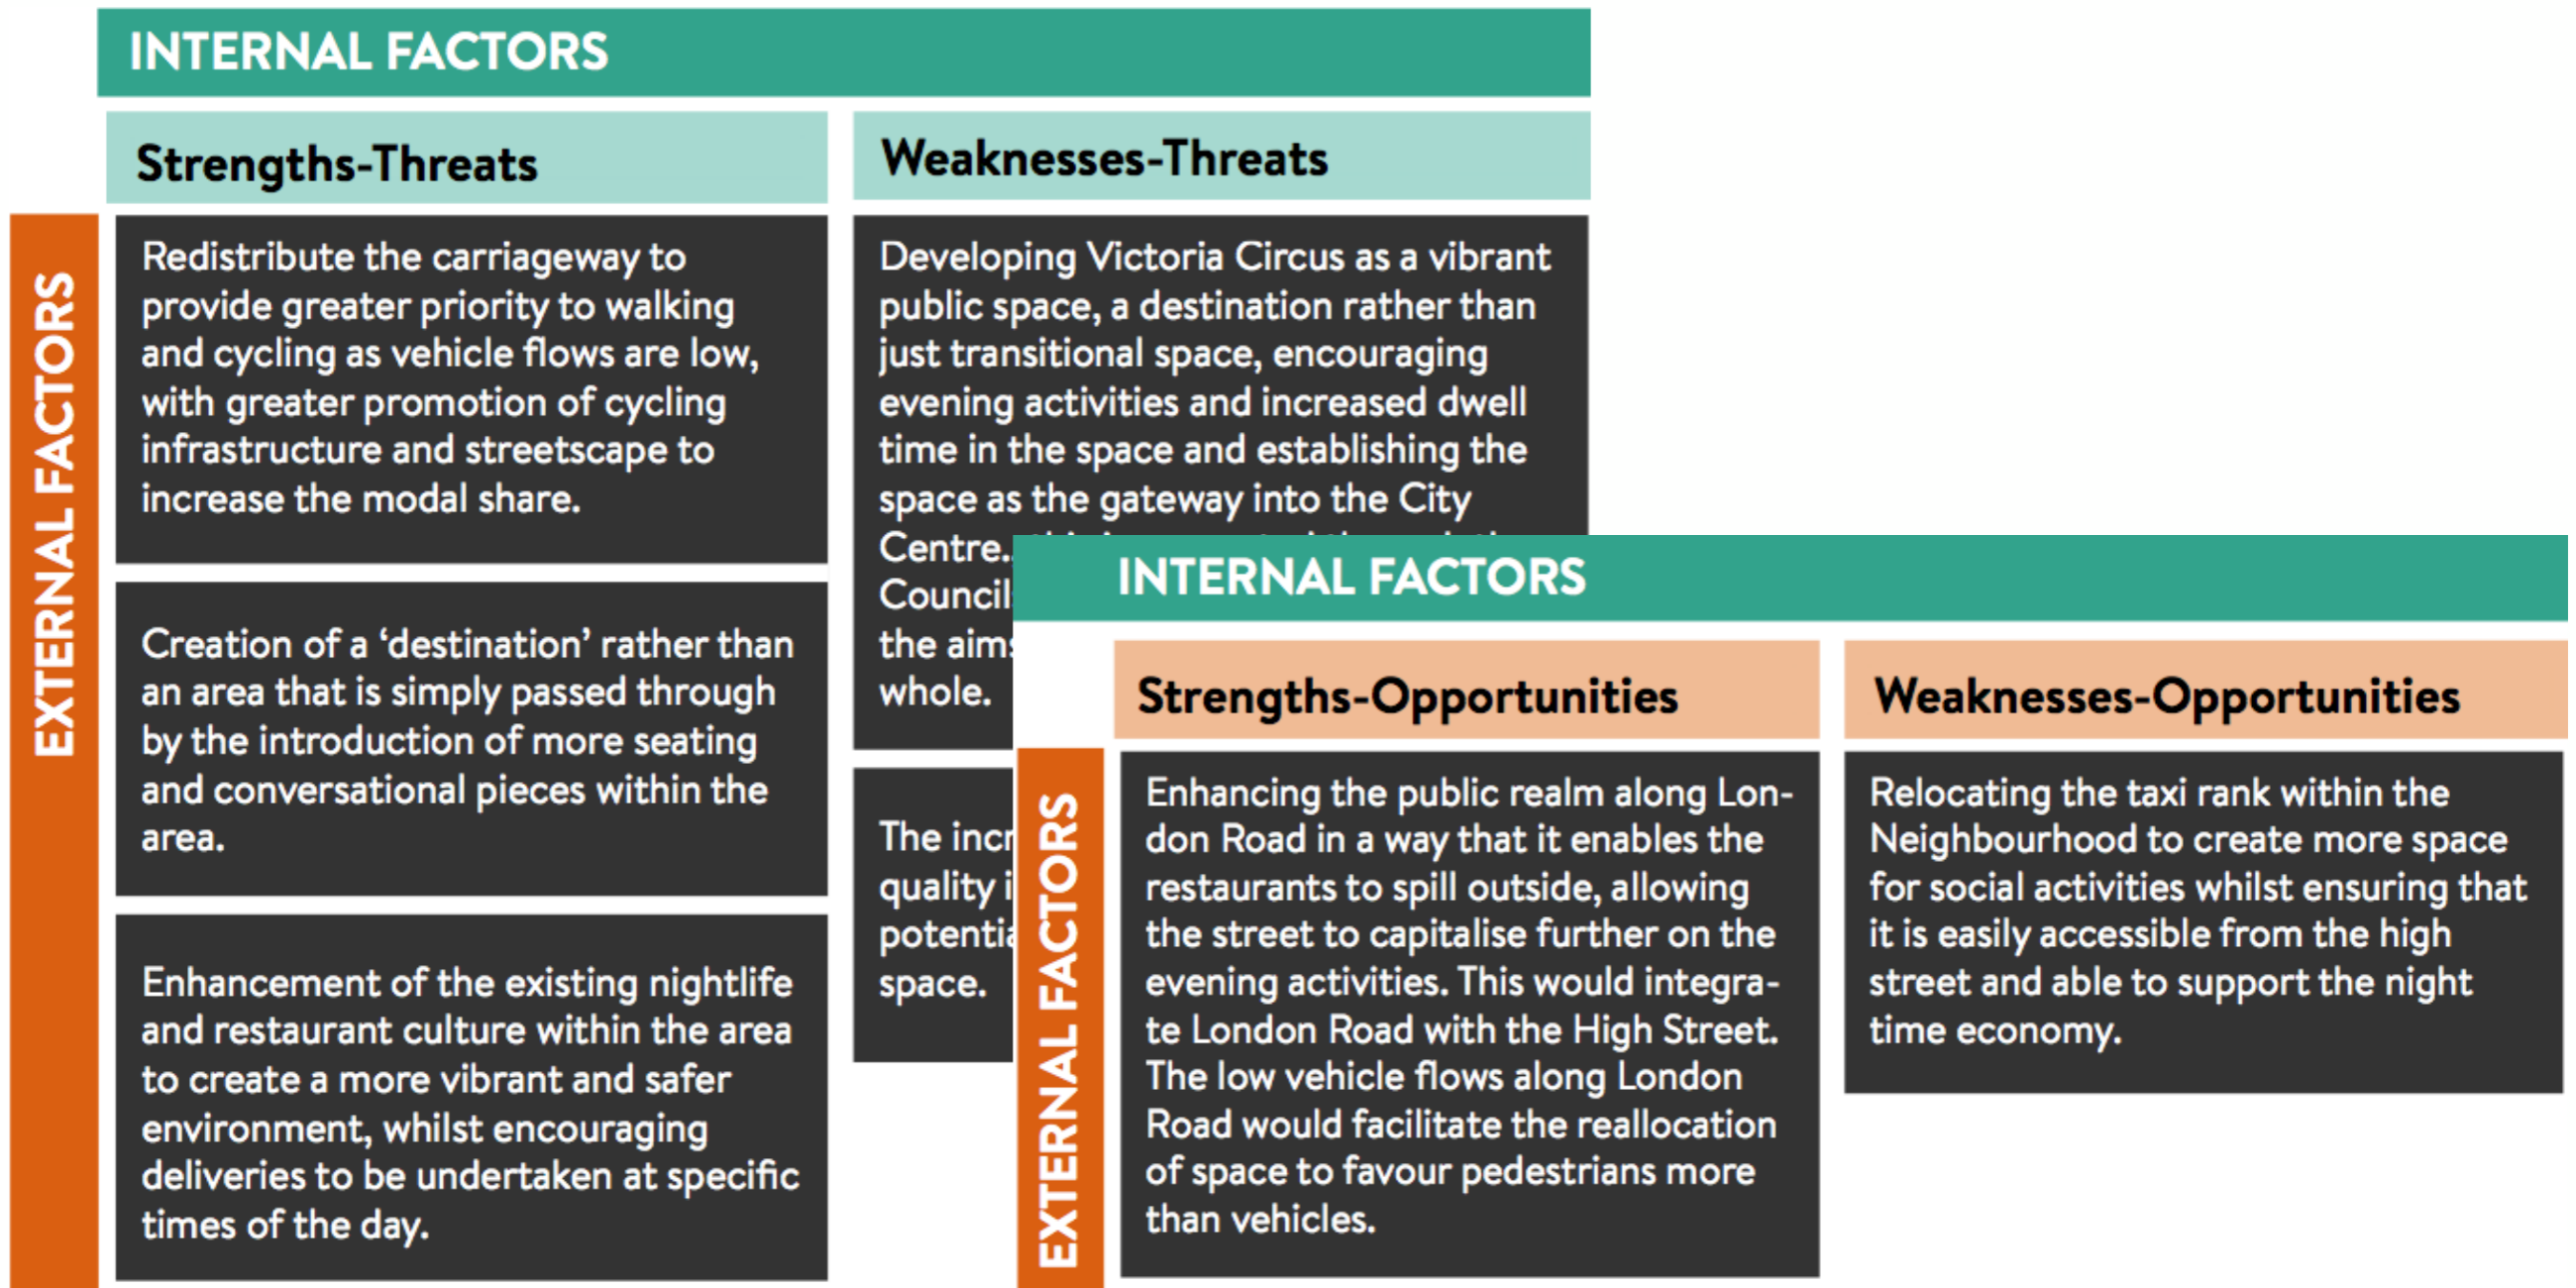 INTERNAL FACTORS
Strengths-Threats
Weaknesses-Threats
EXTERNAL FACTORS
Redistribute the carriageway to
provide greater priority to walking
and cycling as vehicle flows are low,
with greater promotion of cycling
infrastructure and streetscape to
increase the modal share.
Creation of a ‘destination’ rather than
an area that is simply passed through
by the introduction of more seating
and conversational pieces within the
area.
Enhancement of the existing nightlife
and restaurant culture within the area
to create a more vibrant and safer
environment, whilst encouraging
deliveries to be undertaken at specific
times of the day.
Developing Victoria Circus as a vibrant
public space, a destination rather than
just transitional space, encouraging
evening activities and increased dwell
time in the space and establishing the
space as the gateway into the City
Centre.
Council
the aims
whole.
The
quality
space.
INTERNAL FACTORS
Strengths-Opportunities
Weaknesses-Opportunities
EXTERNAL FACTORS
Enhancing the public realm along Lon-
don Road in a way that it enables the
restaurants to spill outside, allowing
the street to capitalise further on the
evening activities. This would integra-
te London Road with the High Street.
The low vehicle flows along London
Road would facilitate the reallocation
of space to favour pedestrians more
than vehicles.
Relocating the taxi rank within the
Neighbourhood to create more space
for social activities whilst ensuring that
it is easily accessible from the high
street and able to support the night
time economy.